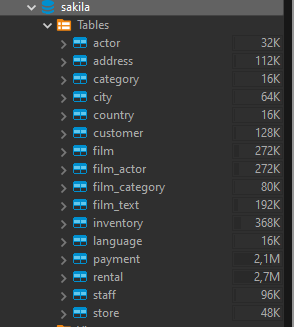 sakila
Tables
actor 32K
address 112K
category 16K
city 64K
country 16K
customer 128K
film 272K
film_actor 272K
film_category 80K
film_text 192K
inventory 368K
language 16K
payment 2,1M
rental 2,7M
staff 96K
store 48K